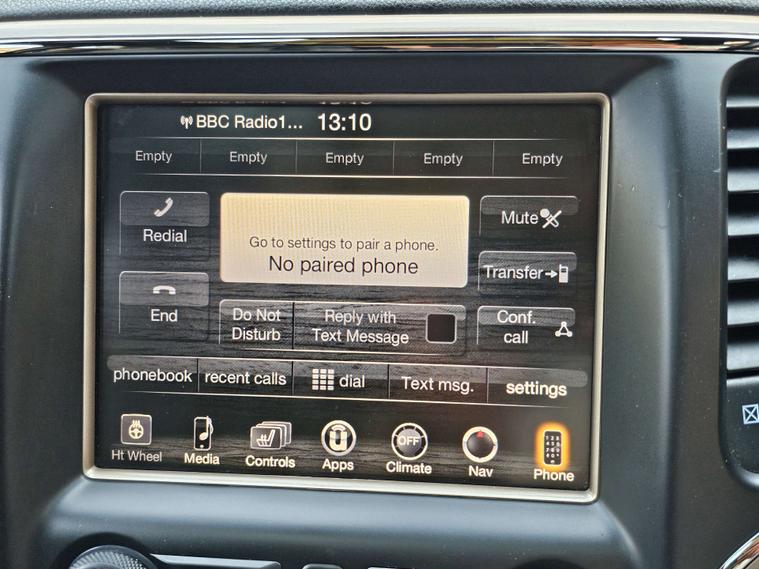 BBC Radio1... 13:10
Empty Empty Empty Empty Empty
Redial
Go to settings to pair a phone.
No paired phone
Mute
Transfer
End
Do Not
Disturb
Reply with
Text Message
Conf.
call
phonebook recent calls dial Text msg. settings
OFF
Ht Wheel Media Controls Apps Climate Nav Phone